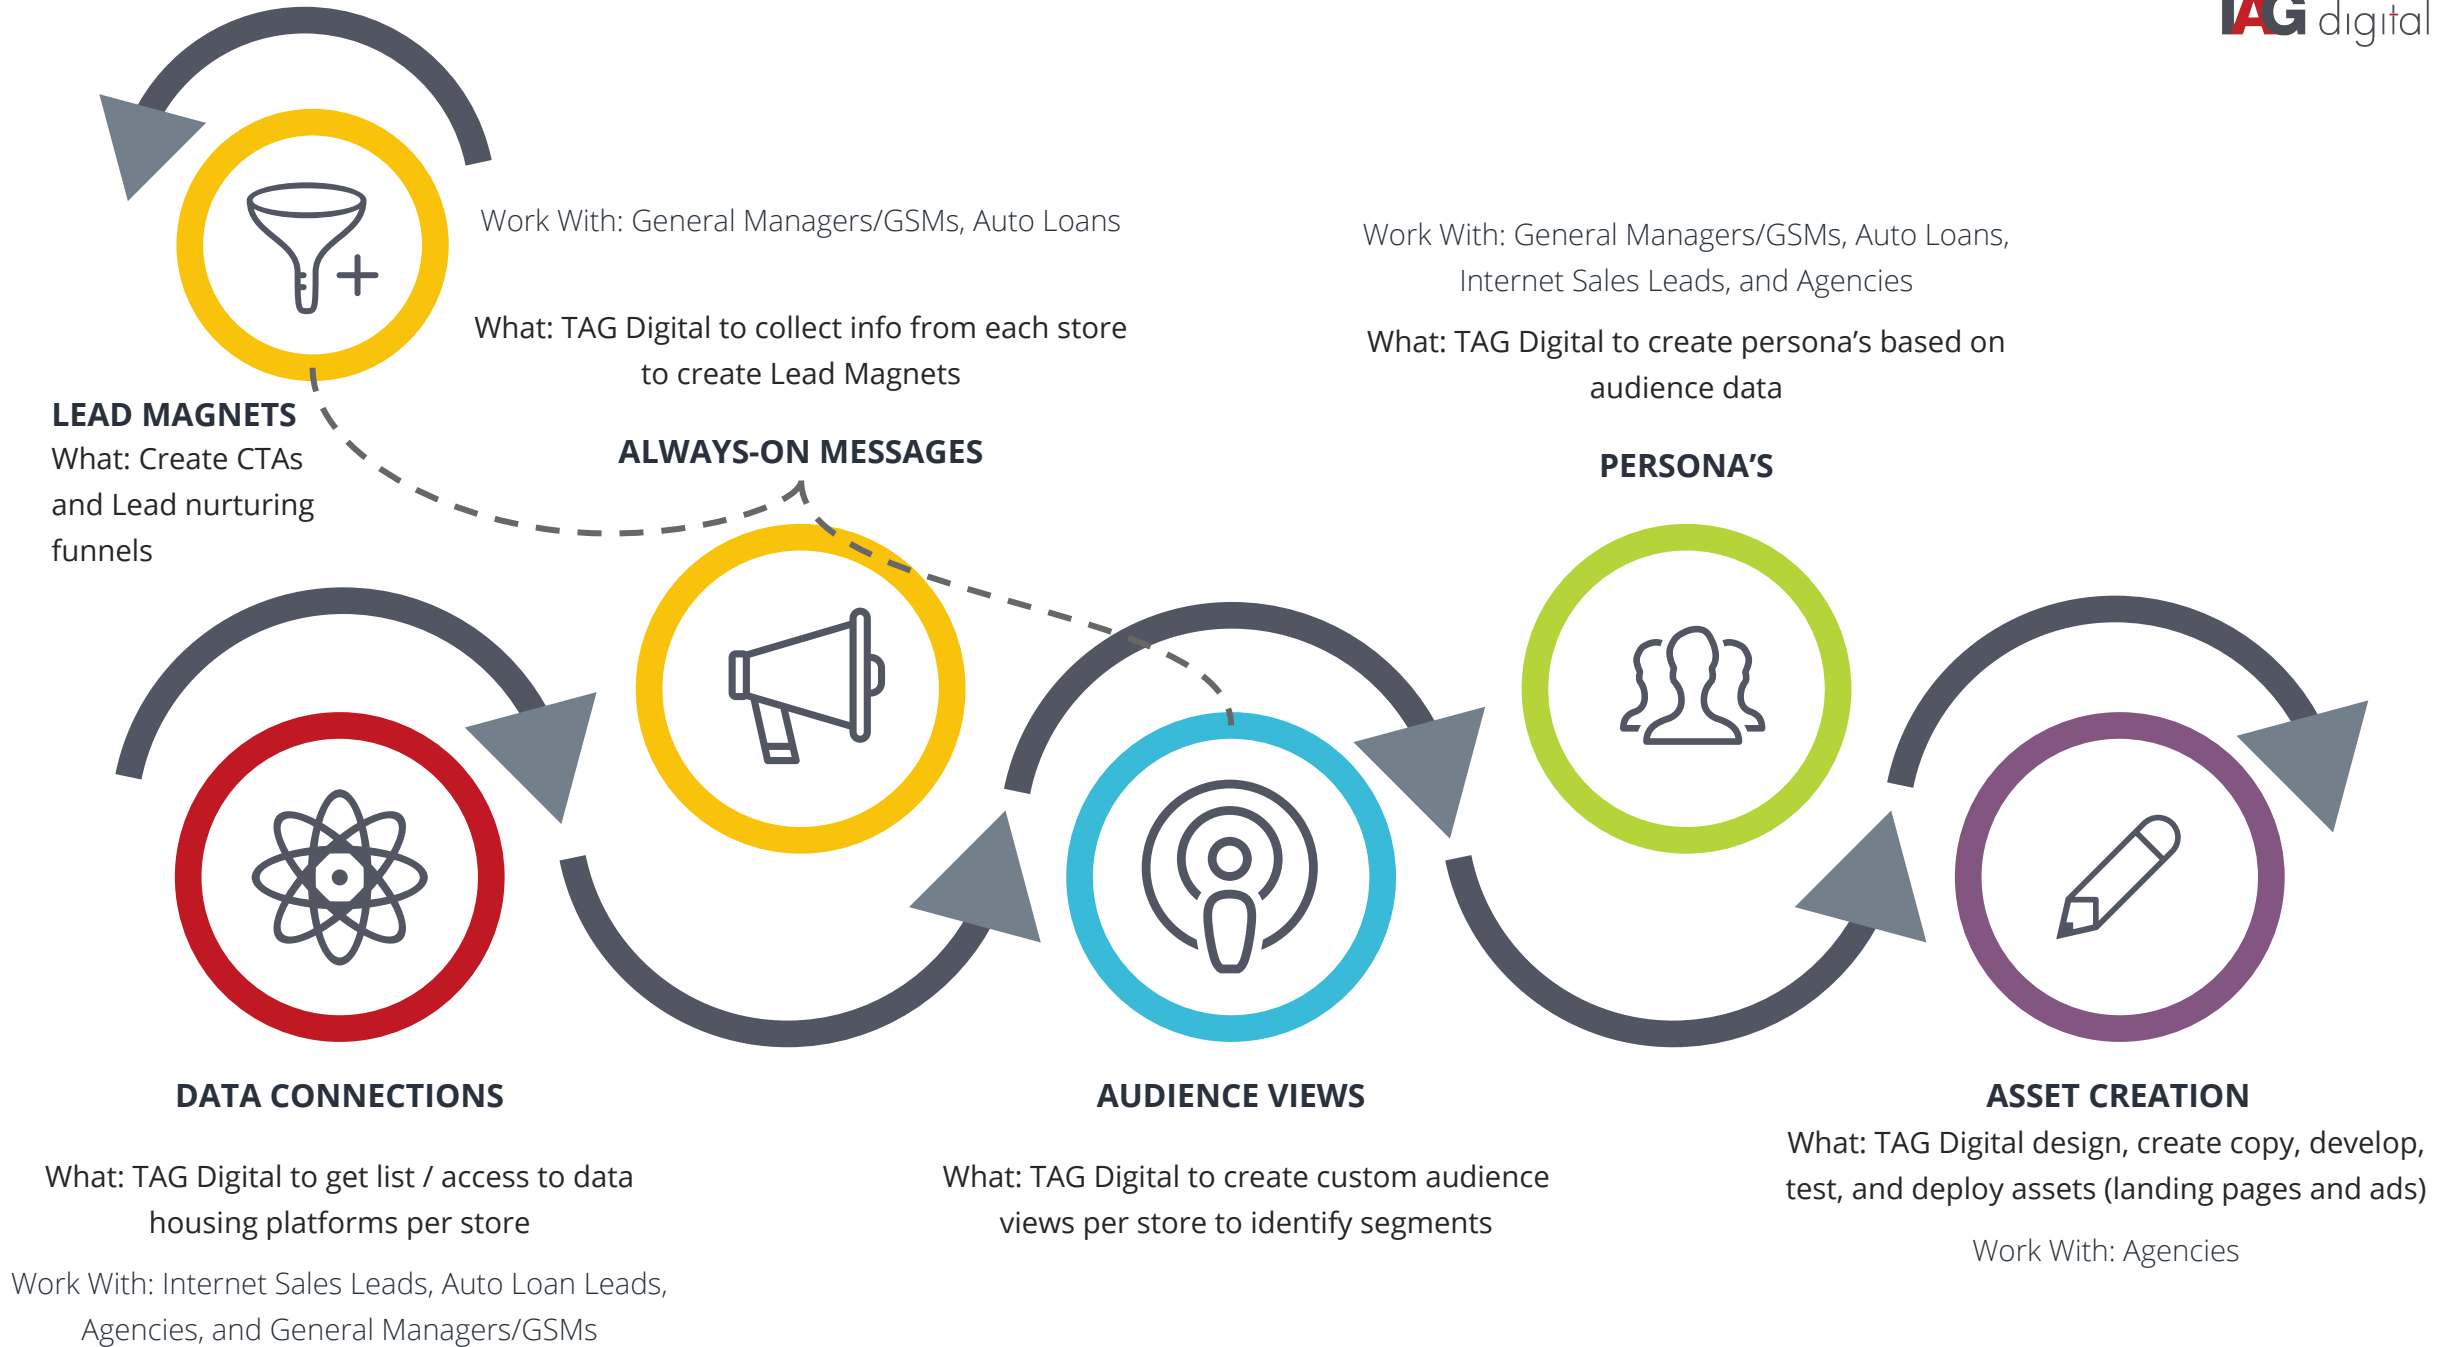 TAG digital
Work With: General Managers/GSMs, Auto Loans
What: TAG Digital to collect info from each store
to create Lead Magnets
Work With: General Managers/GSMs, Auto Loans,
Internet Sales Leads, and Agencies
What: TAG Digital to create persona’s based on
audience data
LEAD MAGNETS
What: Create CTAs
and Lead nurturing
funnels
ALWAYS-ON MESSAGES
PERSONA’S
DATA CONNECTIONS
What: TAG Digital to get list / access to data
housing platforms per store
Work With: Internet Sales Leads, Auto Loan Leads,
Agencies, and General Managers/GSMs
AUDIENCE VIEWS
What: TAG Digital to create custom audience
views per store to identify segments
ASSET CREATION
What: TAG Digital design, create copy, develop,
test, and deploy assets (landing pages and ads)
Work With: Agencies